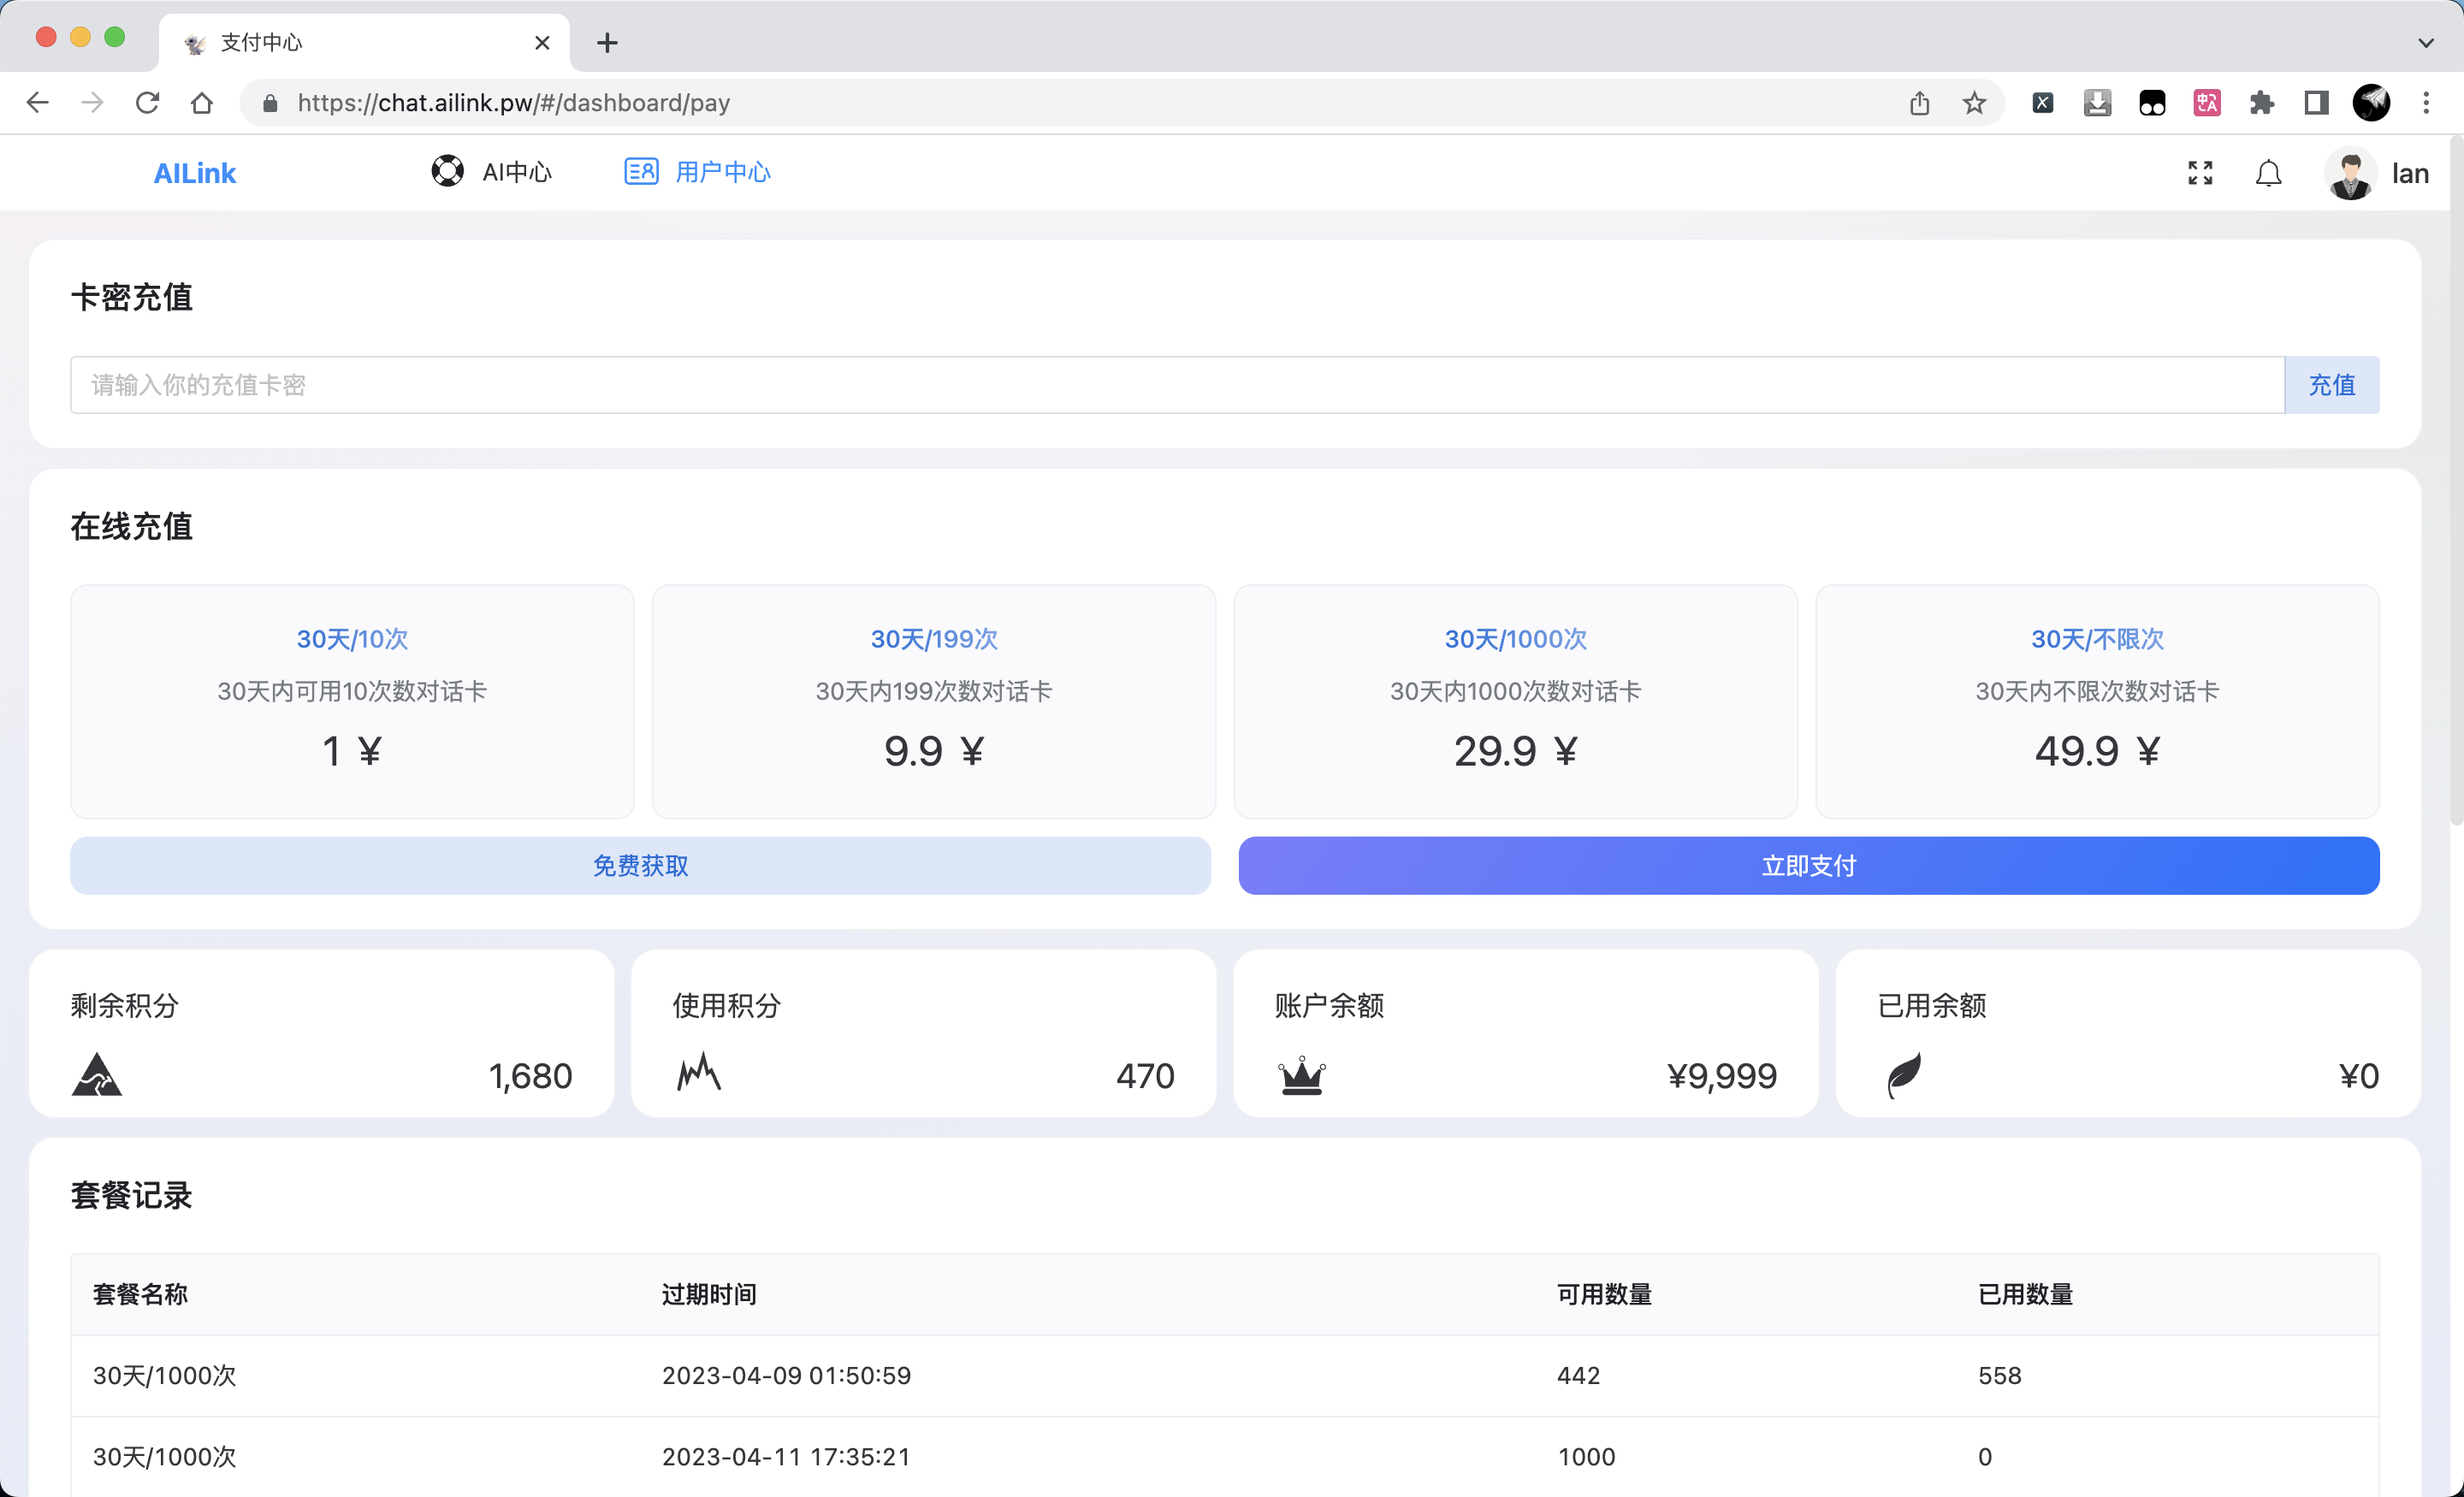 支付中心
https://chat.ailink.pw/#/dashboard/pay
AILink
AI中心
用户中心
lan
卡密充值
请输入你的充值卡密
充值
在线充值
30天/10次
30天内可用10次数对话卡
1 ¥
30天/199次
30天内199次数对话卡
9.9 ¥
30天/1000次
30天内1000次数对话卡
29.9 ¥
30天/不限次
30天内不限次数对话卡
49.9 ¥
免费获取
立即支付
剩余积分
1,680
使用积分
470
账户余额
¥9,999
已用余额
¥0
套餐记录
套餐名称 过期时间 可用数量 已用数量
30天/1000次 2023-04-09 01:50:59 442 558
30天/1000次 2023-04-11 17:35:21 1000 0